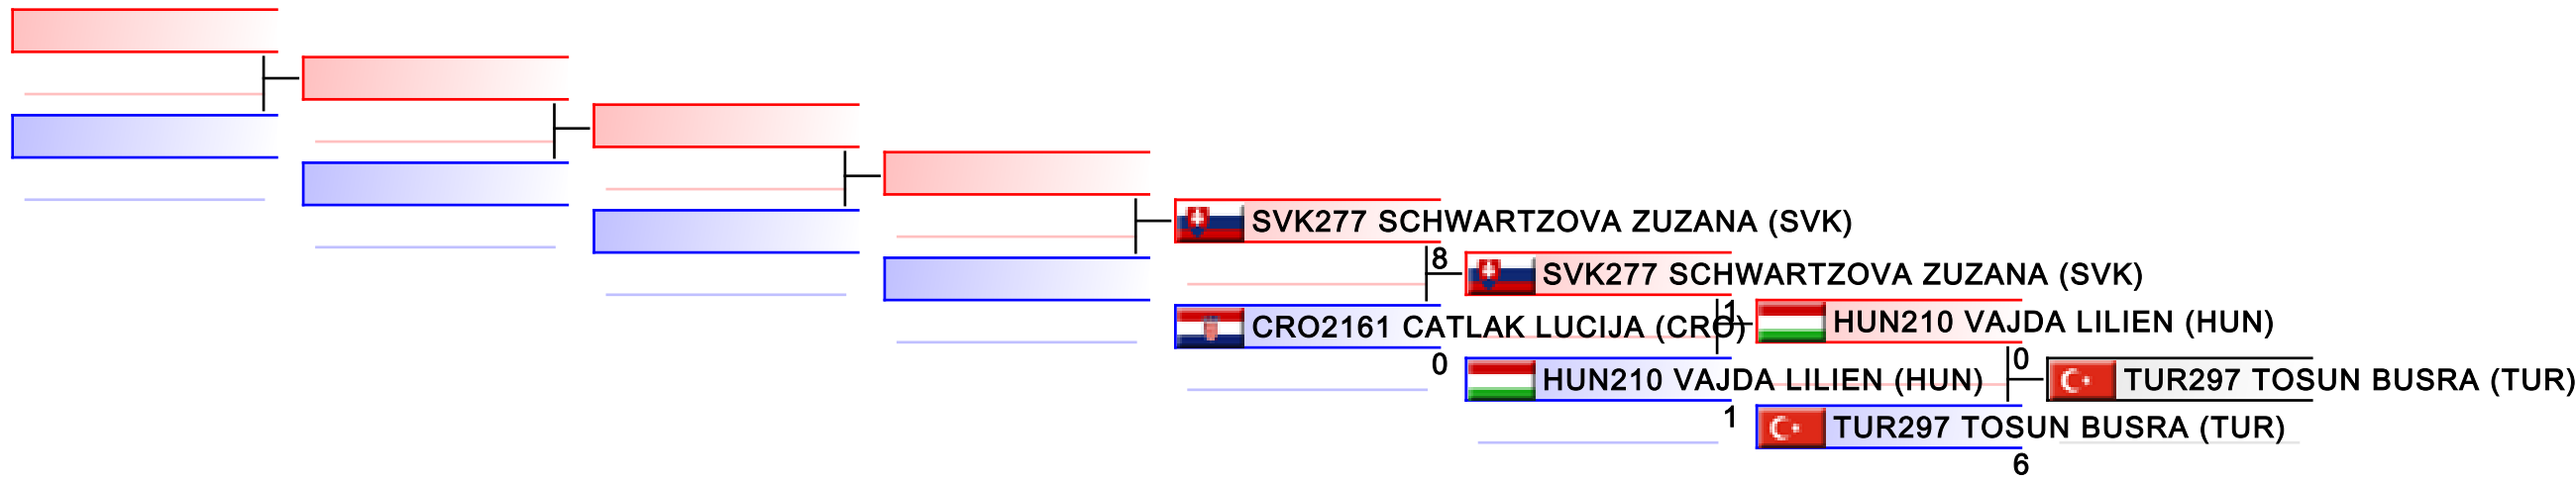 SVK277 SCHWARTZOVA ZUZANA (SVK)
8
SVK277 SCHWARTZOVA ZUZANA (SVK)
CRO2161 CATLAK LUCIJA (CRO)
0
1
HUN210 VAJDA LILIEN (HUN)
HUN210 VAJDA LILIEN (HUN)
1
0
TUR297 TOSUN BUSRA (TUR)
TUR297 TOSUN BUSRA (TUR)
6